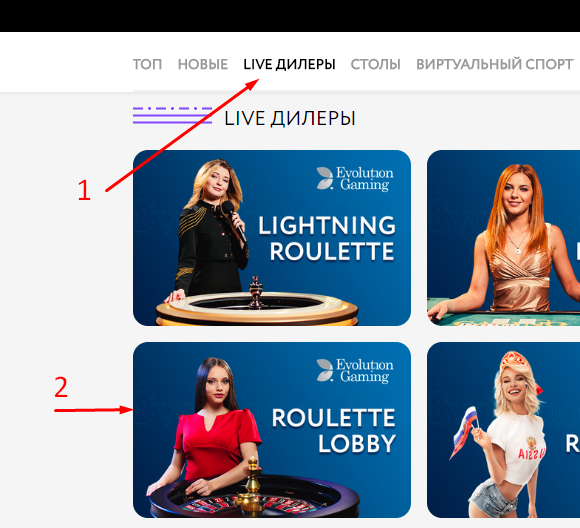 ТОП НОВЫЕ LIVE ДИЛЕРЫ СТОЛЫ ВИРТУАЛЬНЫЙ СПОРТ
LIVE ДИЛЕРЫ
1
Evolution
Gaming
LIGHTNING
ROULETTE
2
Evolution
Gaming
ROULETTE
LOBBY
R